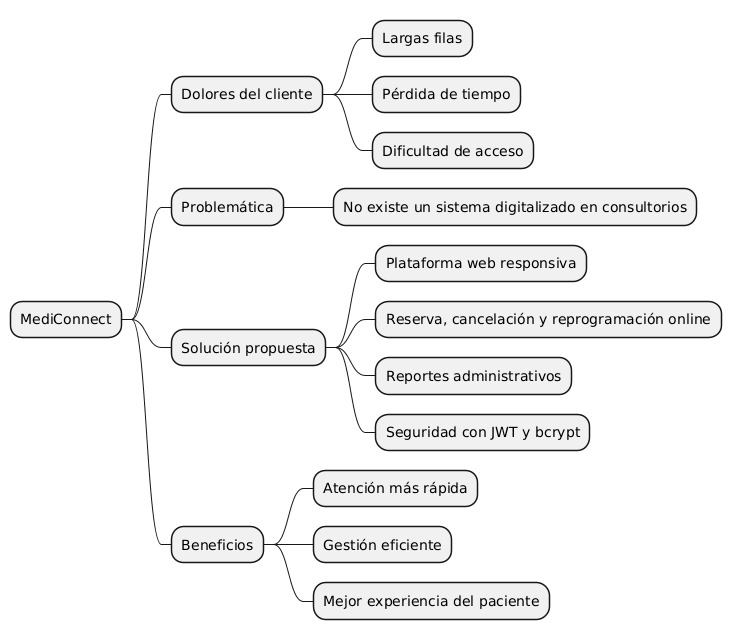 MediConnect
Dolores del cliente
Largas filas
Pérdida de tiempo
Dificultad de acceso
Problemática
No existe un sistema digitalizado en consultorios
Solución propuesta
Plataforma web responsiva
Reserva, cancelación y reprogramación online
Reportes administrativos
Seguridad con JWT y bcrypt
Beneficios
Atención más rápida
Gestión eficiente
Mejor experiencia del paciente